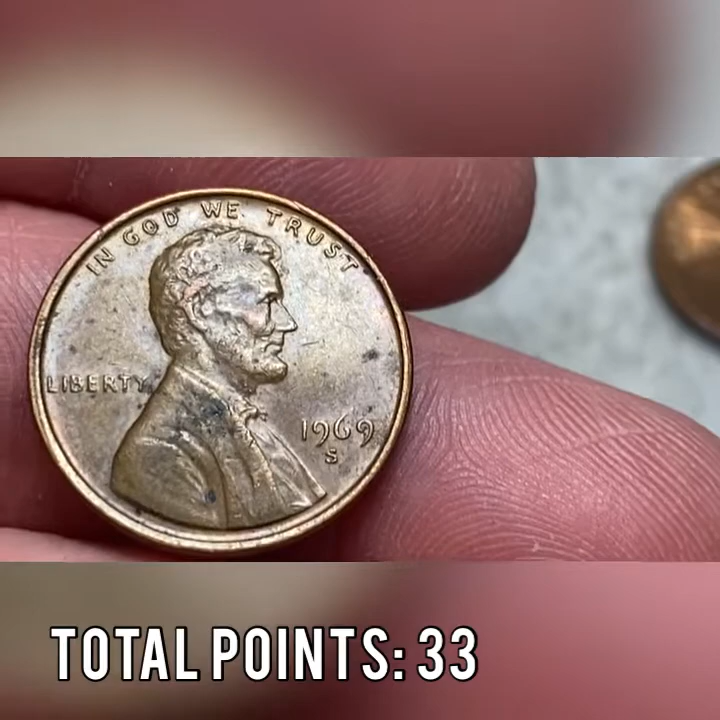 IN GOD WE TRUST
LIBERTY
1969
S
TOTAL POINTS: 33